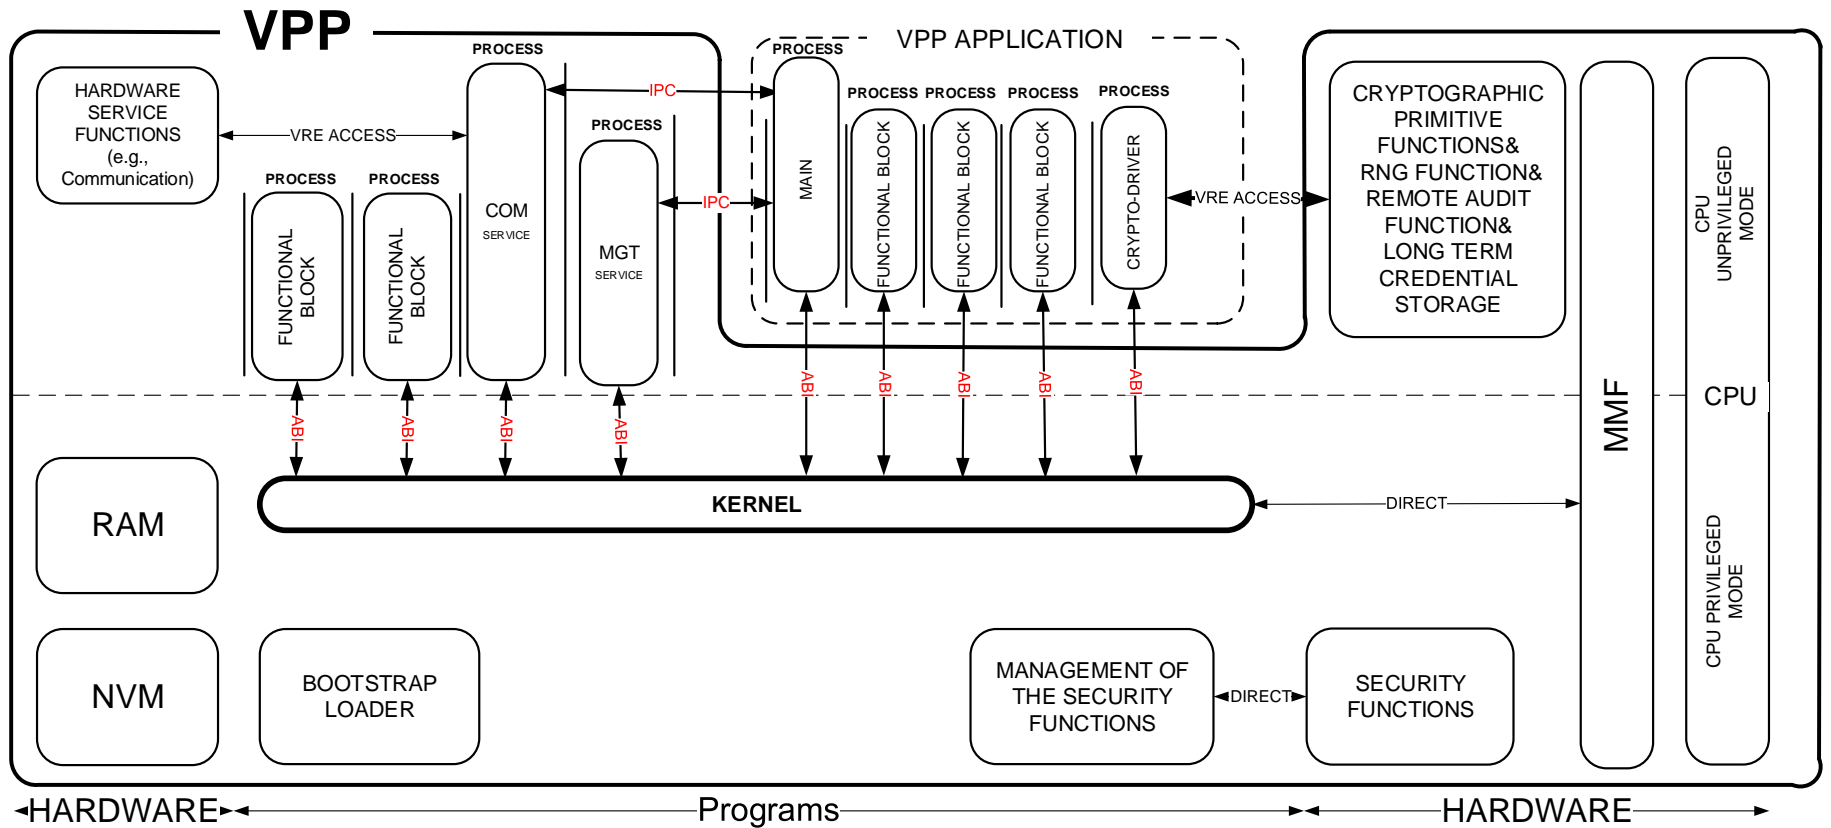 VPP
VPP APPLICATION
HARDWARE
SERVICE
FUNCTIONS
(e.g.,
Communication)
VRE ACCESS
PROCESS
FUNCTIONAL
BLOCK
PROCESS
FUNCTIONAL
BLOCK
PROCESS
COM
SERVICE
PROCESS
MGT
SERVICE
IPC
IPC
PROCESS
MAIN
PROCESS
FUNCTIONAL BLOCK
PROCESS
FUNCTIONAL BLOCK
PROCESS
FUNCTIONAL BLOCK
PROCESS
CRYPTO-DRIVER
VRE ACCESS
CRYPTOGRAPHIC
PRIMITIVE
FUNCTIONS&
RNG FUNCTION&
REMOTE AUDIT
FUNCTION&
LONG TERM
CREDENTIAL
STORAGE
MMF
CPU
UNPRIVILEGED
MODE
CPU
CPU PRIVILEGED
MODE
ABI
ABI
ABI
ABI
ABI
ABI
ABI
ABI
ABI
KERNEL
DIRECT
RAM
NVM
BOOTSTRAP
LOADER
MANAGEMENT OF
THE SECURITY
FUNCTIONS
DIRECT
SECURITY
FUNCTIONS
HARDWARE
Programs
HARDWARE